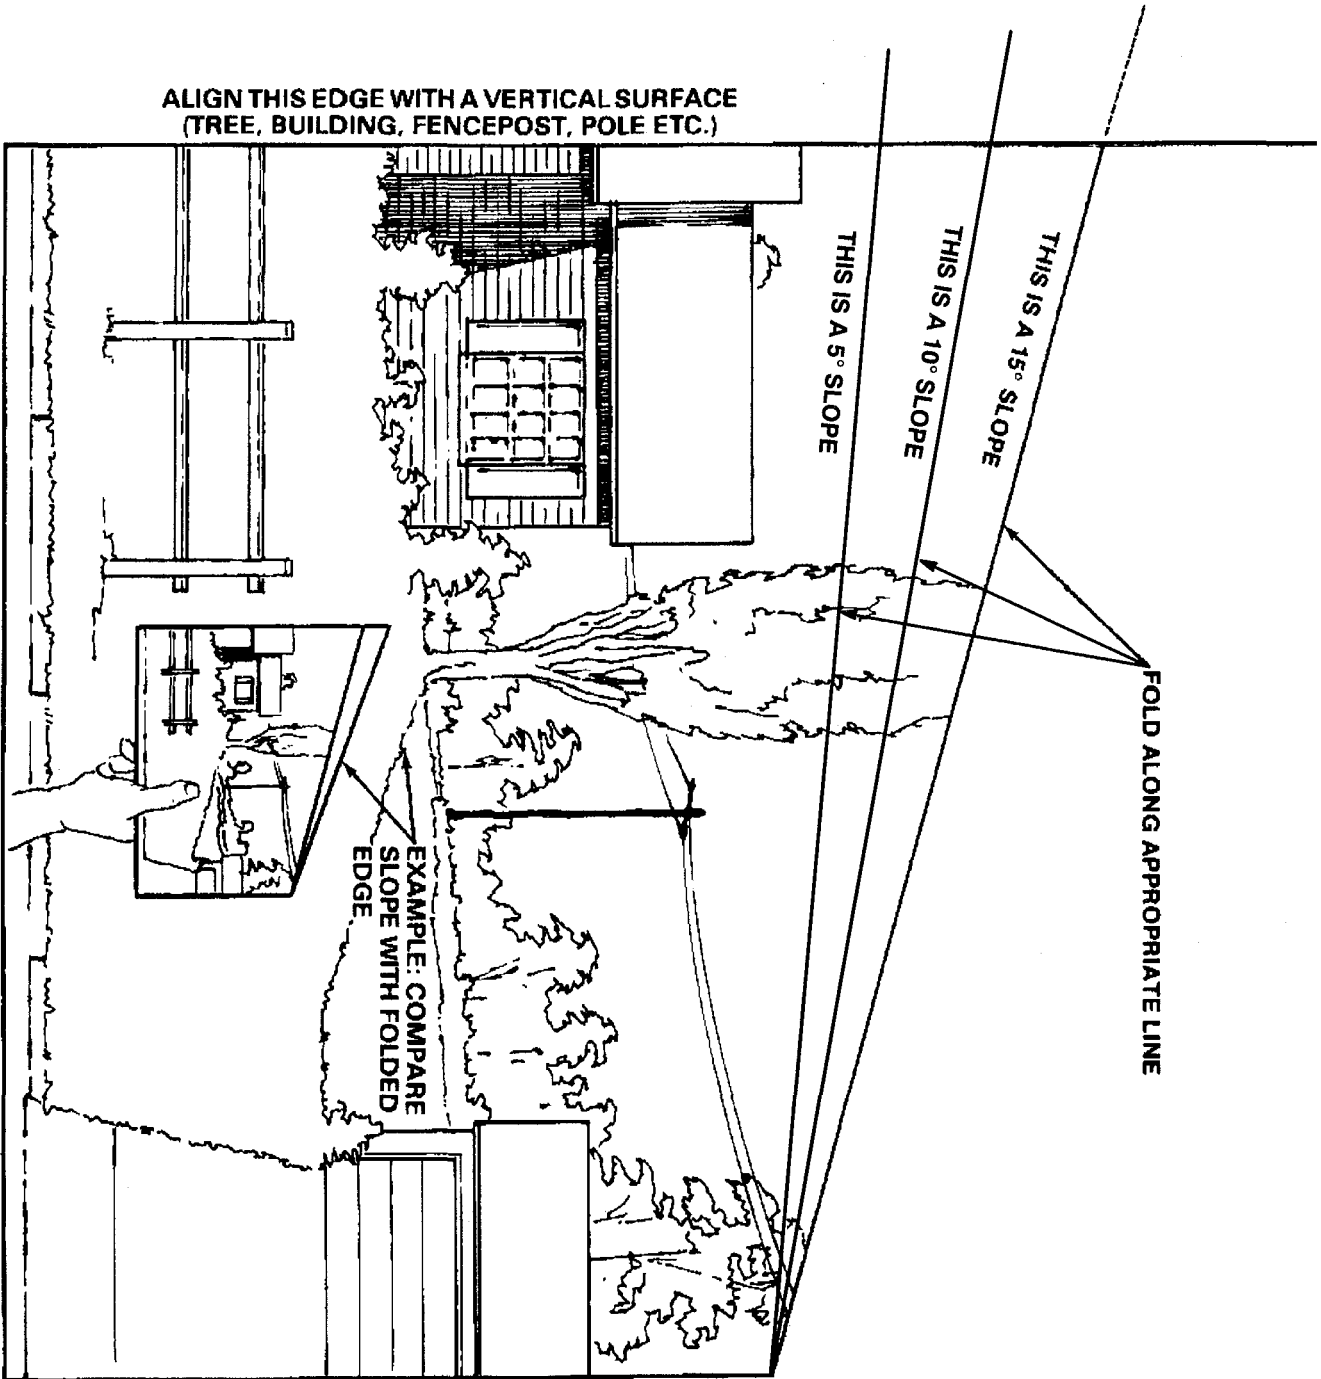 ALIGN THIS EDGE WITH A VERTICAL SURFACE
(TREE, BUILDING, FENCEPOST, POLE ETC.)
THIS IS A 5° SLOPE
THIS IS A 10° SLOPE
THIS IS A 15° SLOPE
FOLD ALONG APPROPRIATE LINE
EXAMPLE: COMPARE
SLOPE WITH FOLDED
EDGE